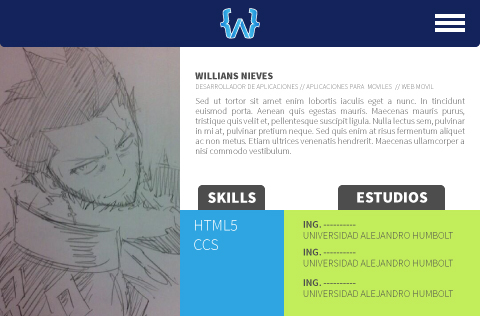 {W}
WILLIANS NIEVES
DESARROLLADOR DE APLICACIONES // APLICACIONES PARA MOVILES // WEB MOVIL
Sed ut tortor sit amet enim lobortis iaculis eget a nunc. In tincidunt
euismod porta. Aenean quis egestas mauris. Maecenas mauris purus,
tristique quis velit et, pellentesque suscipit ligula. Nulla lectus sem, pulvinar
in mi at, pulvinar pretium neque. Sed quis enim at risus fermentum aliquet
ac non metus. Etiam ultrices venenatis hendrerit. Maecenas ullamcorper a
nisi commodo vestibulum.
SKILLS
HTML5
CCS
ESTUDIOS
ING. ----------
UNIVERSIDAD ALEJANDRO HUMBOLT
ING. ----------
UNIVERSIDAD ALEJANDRO HUMBOLT
ING. ----------
UNIVERSIDAD ALEJANDRO HUMBOLT